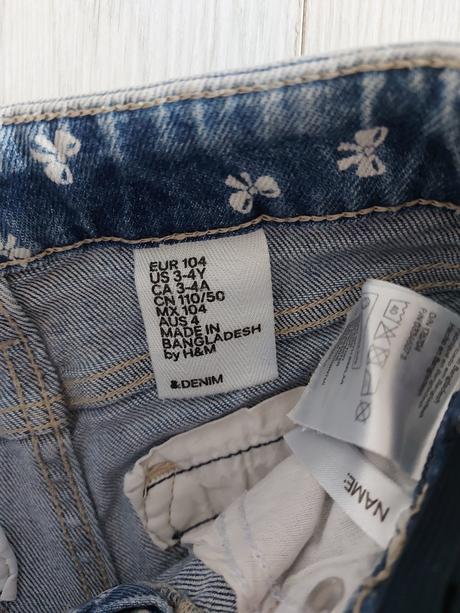 EUR 104
US 3-4Y
CA 3-4A
CN 110/50
MX 104
AUS 4
MADE IN
BANGLADESH
by H&M
&DENIM
NAME: